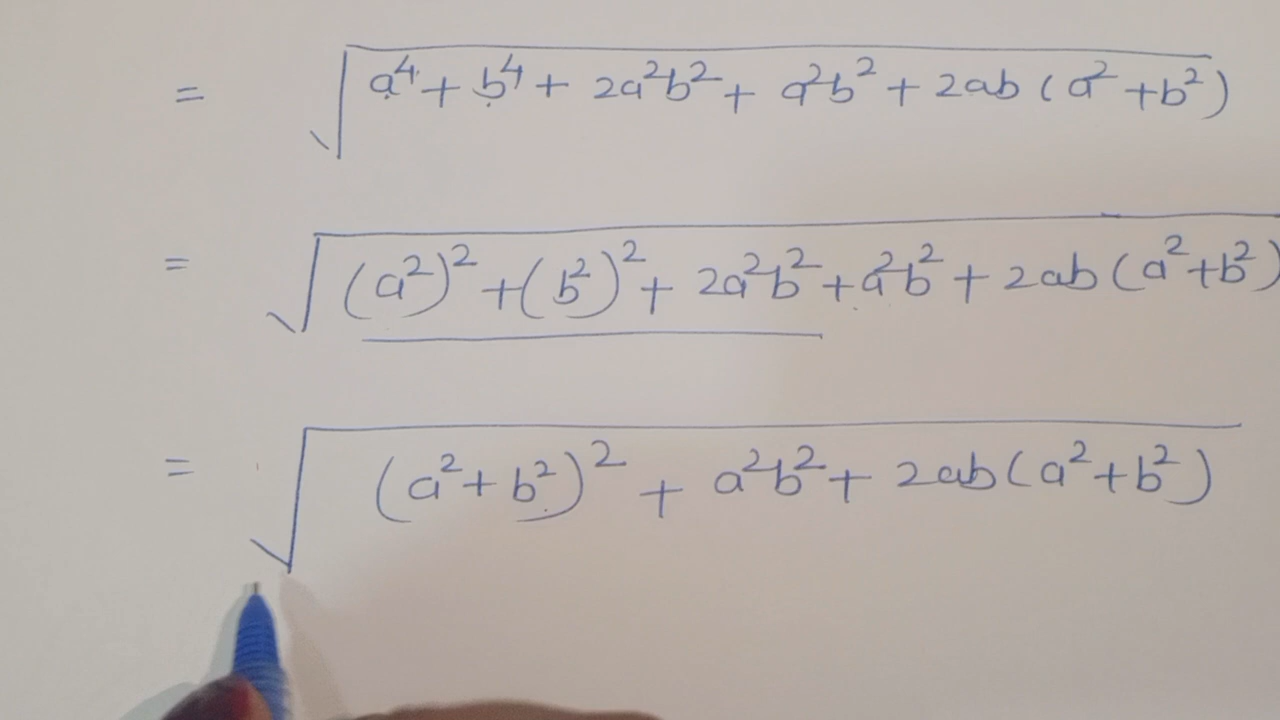 = √(a⁴ + b⁴ + 2a²b² + a²b² + 2ab (a² + b²))
= √((a²)² + (b²)² + 2a²b² + a²b² + 2ab (a² + b²))
= √((a² + b²)² + a²b² + 2ab (a² + b²))